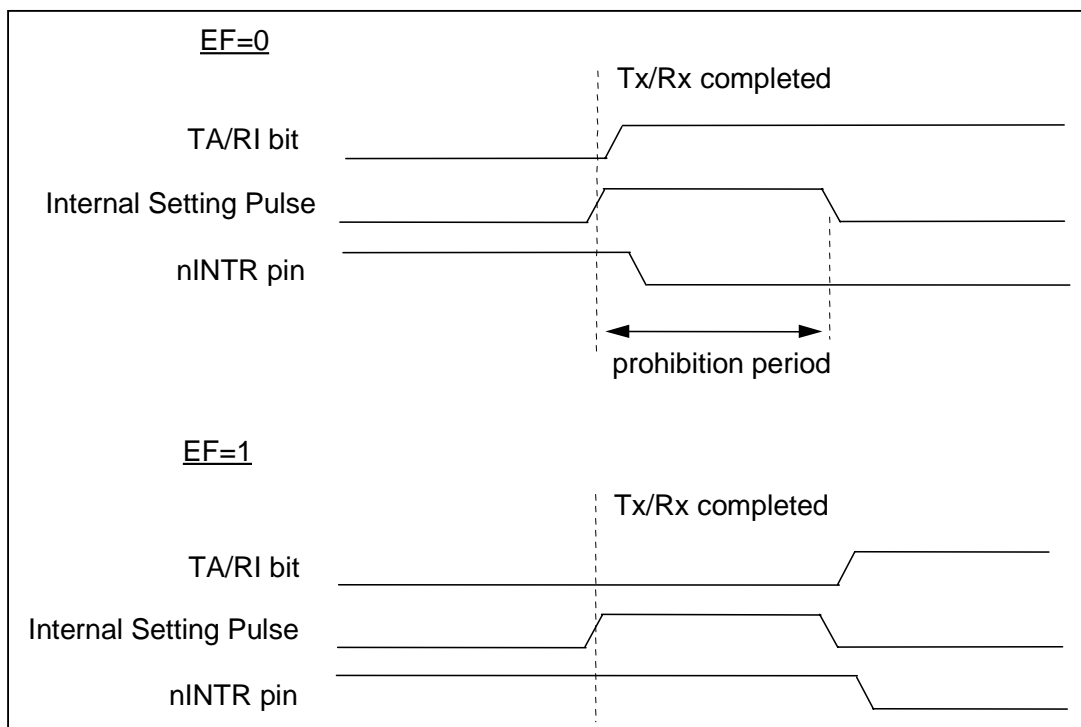 EF=0
Tx/Rx completed
TA/RI bit
Internal Setting Pulse
nINTR pin
prohibition period
EF=1
Tx/Rx completed
TA/RI bit
Internal Setting Pulse
nINTR pin